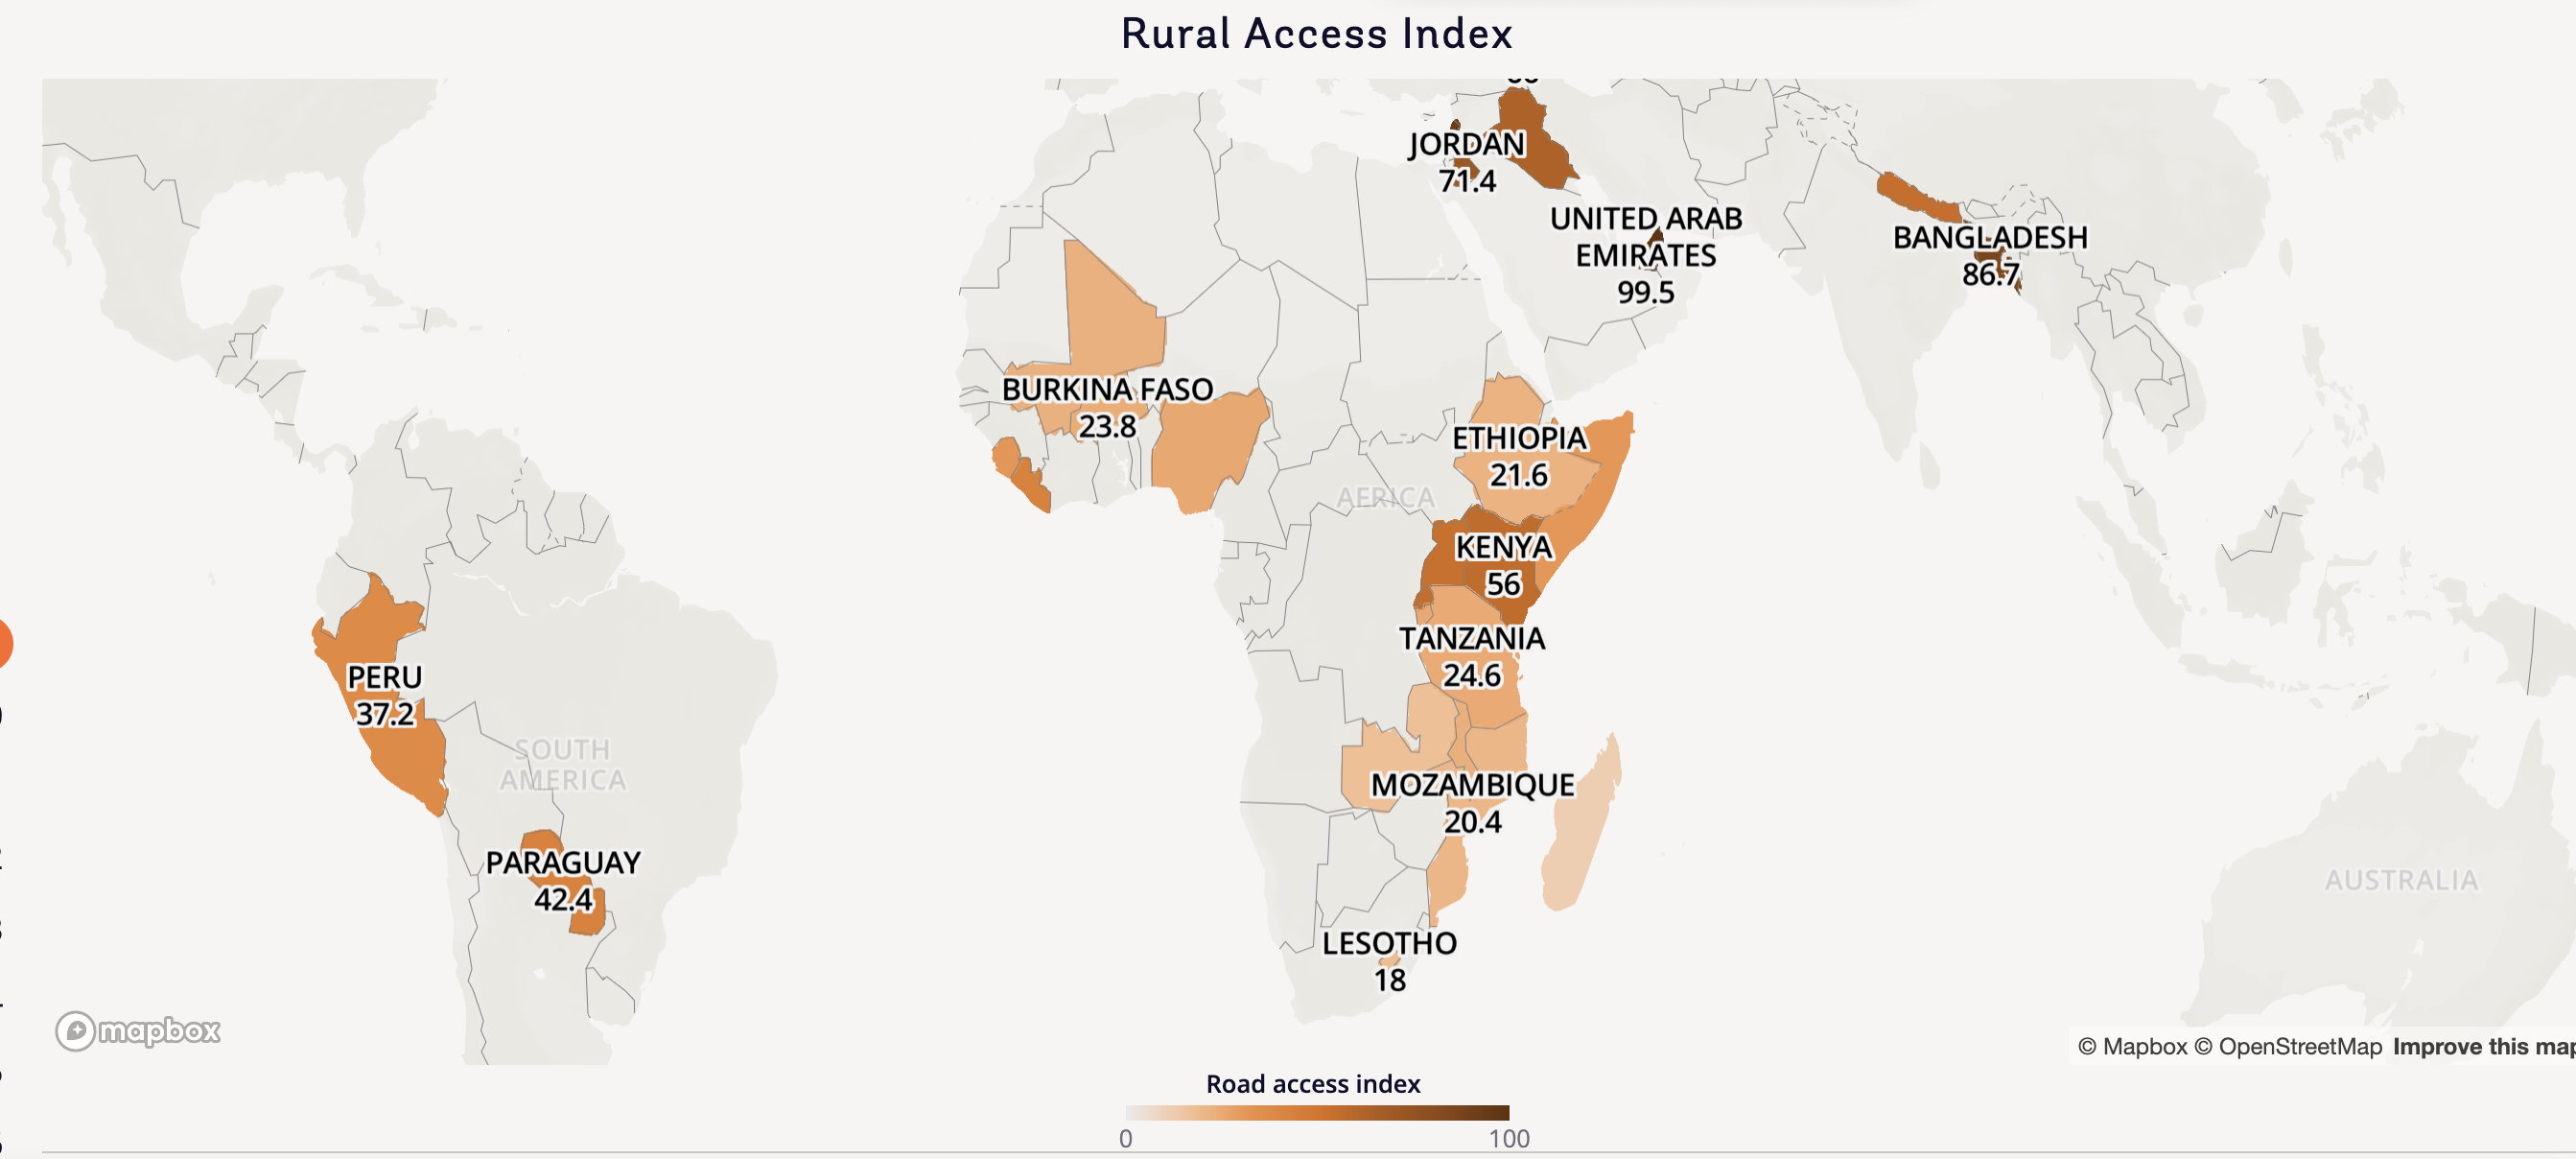 Rural Access Index
JORDAN
71.4
UNITED ARAB
EMIRATES
99.5
BANGLADESH
86.7
BURKINA FASO
23.8
ETHIOPIA
21.6
AFRICA
KENYA
56
TANZANIA
24.6
PERU
37.2
SOUTH
AMERICA
MOZAMBIQUE
20.4
PARAGUAY
42.4
AUSTRALIA
LESOTHO
18
mapbox
© Mapbox © OpenStreetMap Improve this map
Road access index
0 100